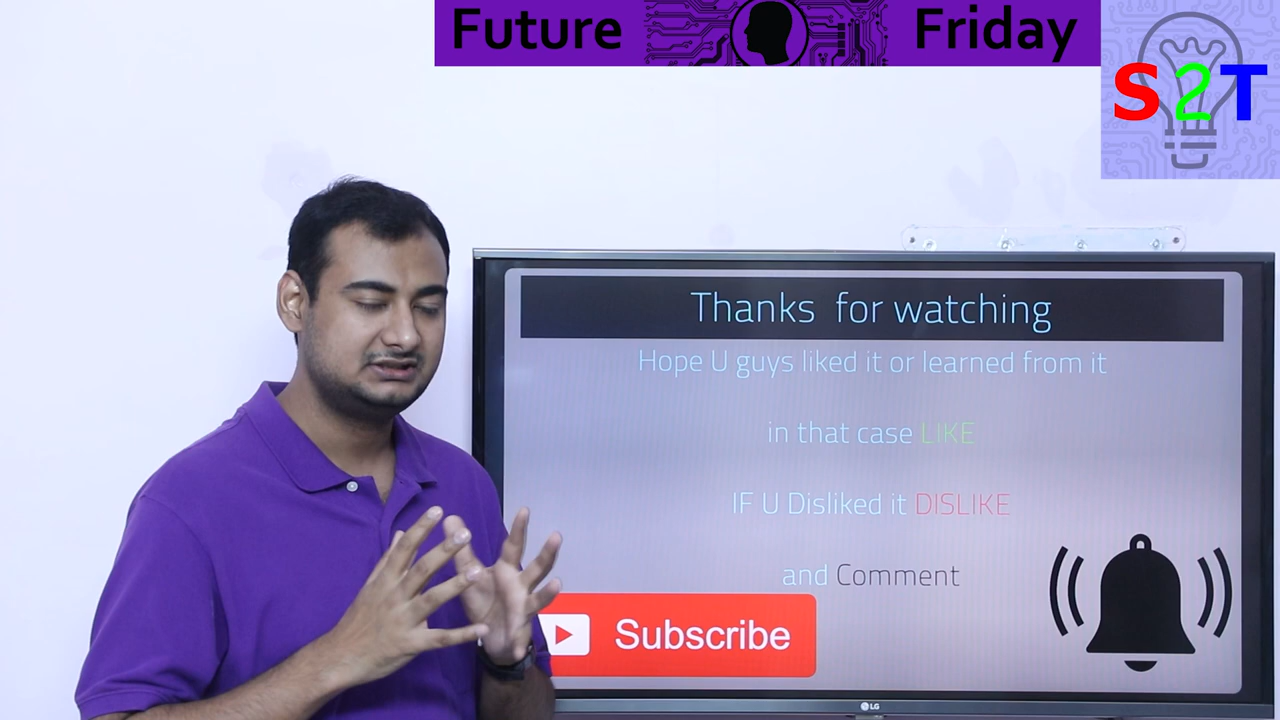 Future Friday
S2T
Thanks for watching
Hope U guys liked it or learned from it
in that case LIKE
IF U Disliked it DISLIKE
and Comment
Subscribe
LG